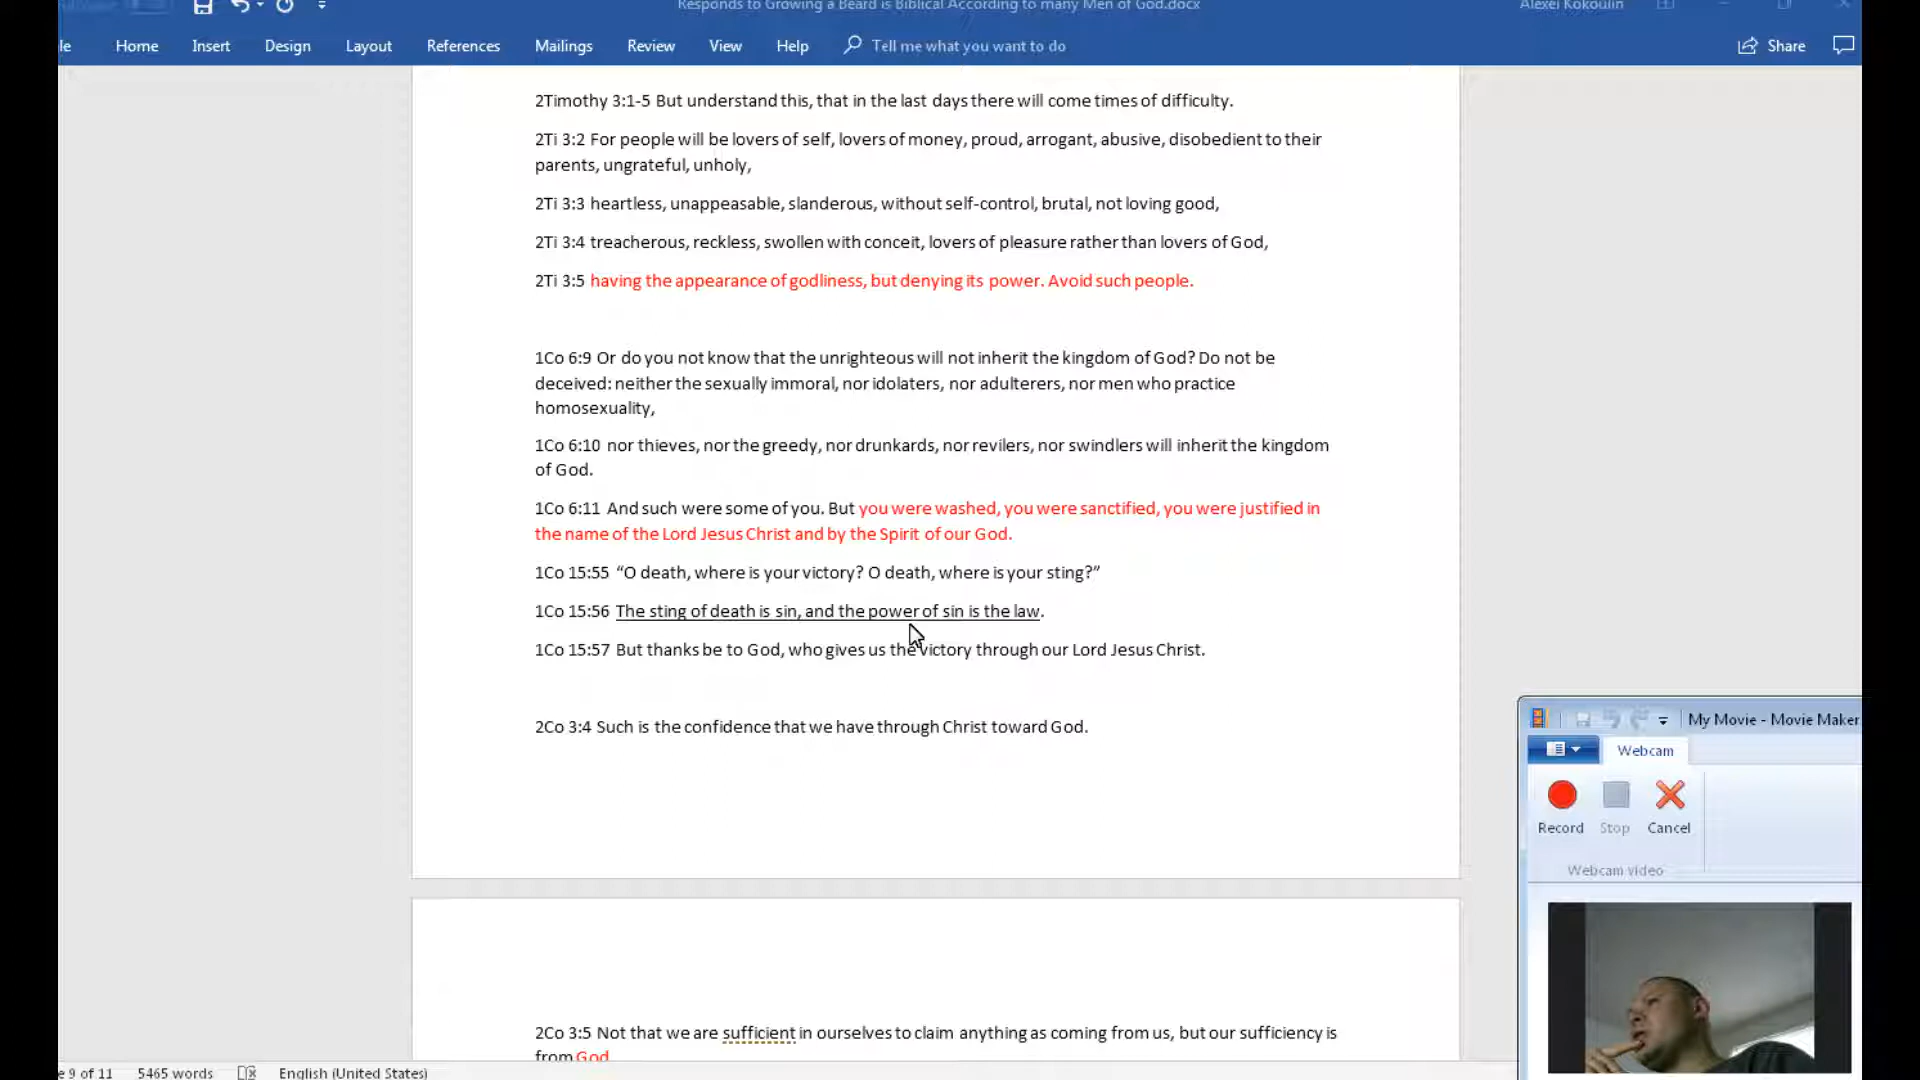 Responds to Growing a Beard is Biblical According to many Men of God.docx
Alexei Kokoulin
le Home Insert Design Layout References Mailings Review View Help Tell me what you want to do Share
2Timothy 3:1-5 But understand this, that in the last days there will come times of difficulty.
2Ti 3:2 For people will be lovers of self, lovers of money, proud, arrogant, abusive, disobedient to their
parents, ungrateful, unholy,
2Ti 3:3 heartless, unappeasable, slanderous, without self-control, brutal, not loving good,
2Ti 3:4 treacherous, reckless, swollen with conceit, lovers of pleasure rather than lovers of God,
2Ti 3:5 having the appearance of godliness, but denying its power. Avoid such people.
1Co 6:9 Or do you not know that the unrighteous will not inherit the kingdom of God? Do not be
deceived: neither the sexually immoral, nor idolaters, nor adulterers, nor men who practice
homosexuality,
1Co 6:10 nor thieves, nor the greedy, nor drunkards, nor revilers, nor swindlers will inherit the kingdom
of God.
1Co 6:11 And such were some of you. But you were washed, you were sanctified, you were justified in
the name of the Lord Jesus Christ and by the Spirit of our God.
1Co 15:55 “O death, where is your victory? O death, where is your sting?”
1Co 15:56 The sting of death is sin, and the power of sin is the law.
1Co 15:57 But thanks be to God, who gives us the victory through our Lord Jesus Christ.
2Co 3:4 Such is the confidence that we have through Christ toward God.
2Co 3:5 Not that we are sufficient in ourselves to claim anything as coming from us, but our sufficiency is
from God
My Movie - Movie Maker
Webcam
Record Stop Cancel
Webcam video
e 9 of 11 5465 words English (United States)